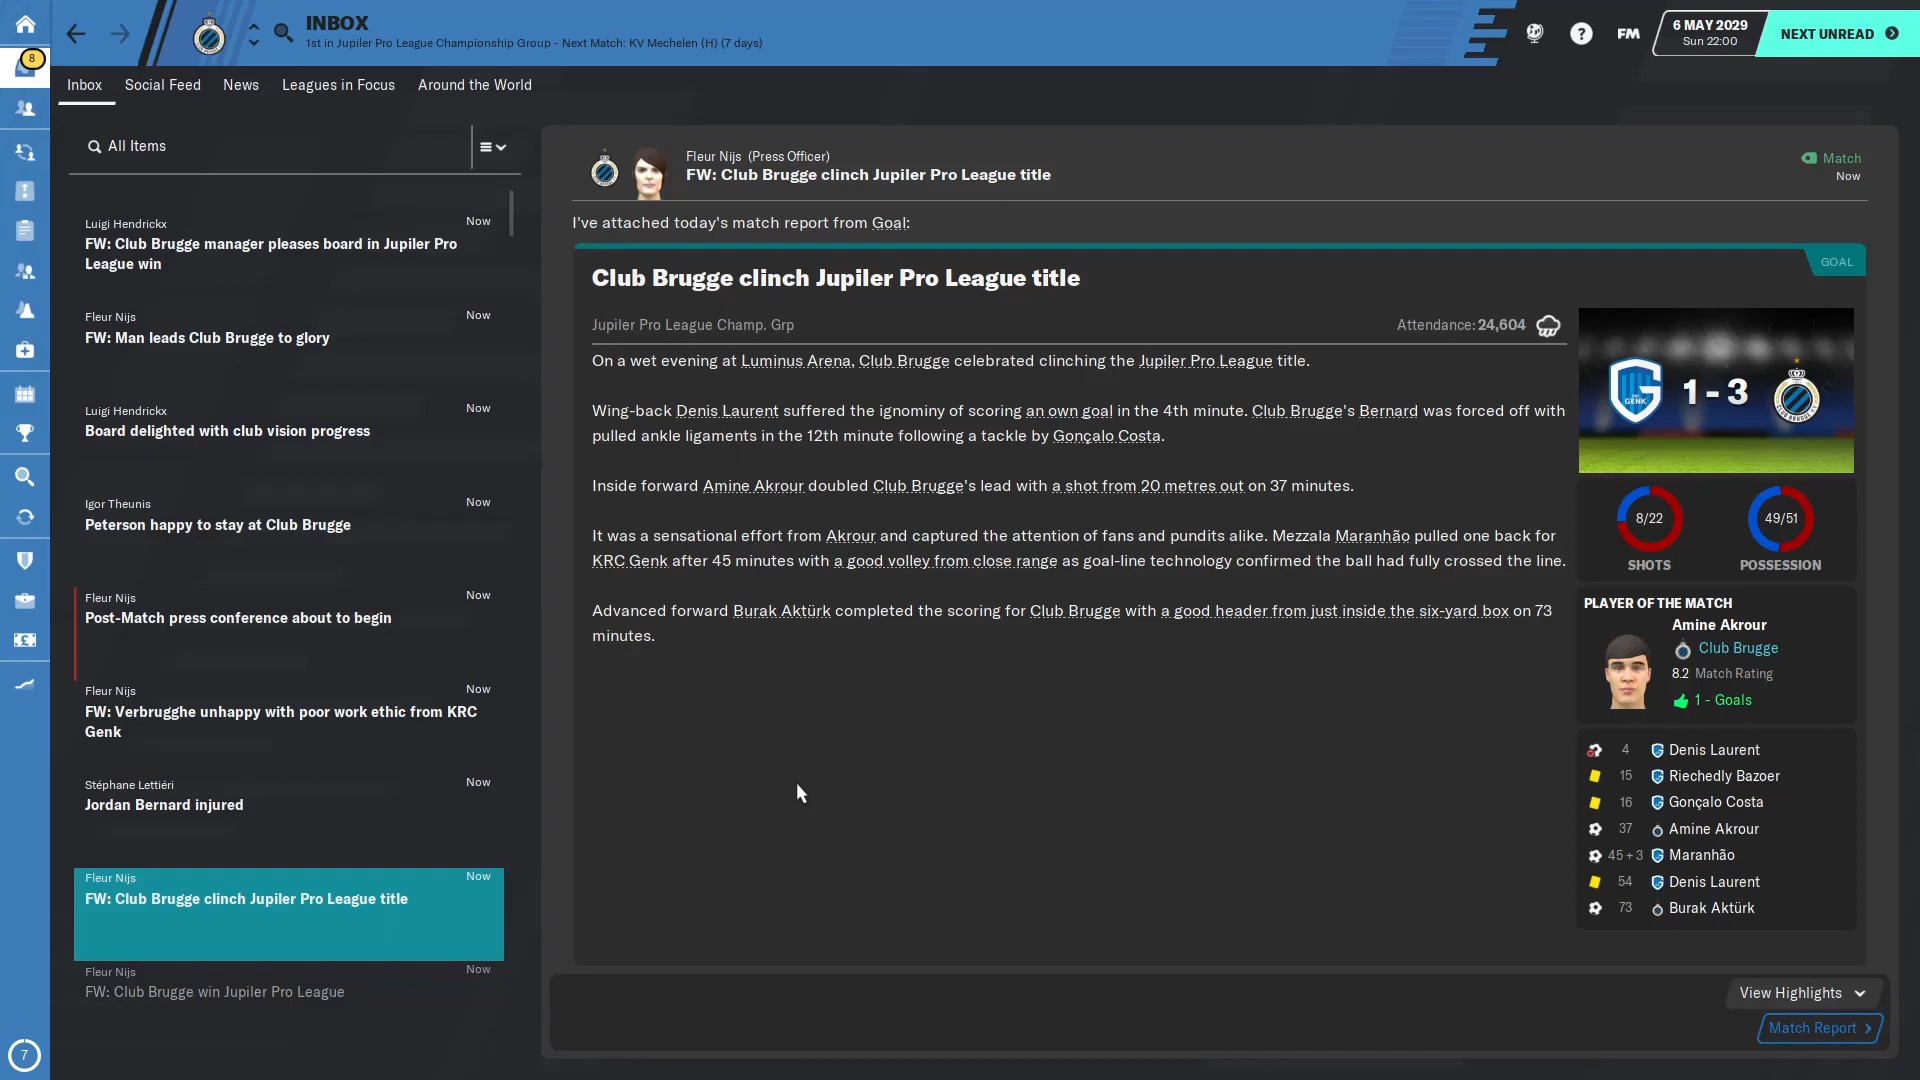 INBOX
1st in Jupiler Pro League Championship Group - Next Match: KV Mechelen (H) (7 days)
FM
6 MAY 2029
Sun 22:00
NEXT UNREAD
8
Inbox
Social Feed
News
Leagues in Focus
Around the World
All Items
Luigi Hendrickx
Now
FW: Club Brugge manager pleases board in Jupiler Pro
League win
Fleur Nijs
Now
FW: Man leads Club Brugge to glory
Luigi Hendrickx
Now
Board delighted with club vision progress
Igor Theunis
Now
Peterson happy to stay at Club Brugge
Fleur Nijs
Now
Post-Match press conference about to begin
Fleur Nijs
Now
FW: Verbrugghe unhappy with poor work ethic from KRC
Genk
Stéphane Lettiéri
Now
Jordan Bernard injured
Fleur Nijs
Now
FW: Club Brugge clinch Jupiler Pro League title
Fleur Nijs
Now
FW: Club Brugge win Jupiler Pro League
7
Fleur Nijs (Press Officer)
FW: Club Brugge clinch Jupiler Pro League title
Match
Now
I've attached today's match report from Goal:
GOAL
Club Brugge clinch Jupiler Pro League title
Jupiler Pro League Champ. Grp
Attendance: 24,604
On a wet evening at Luminus Arena, Club Brugge celebrated clinching the Jupiler Pro League title.
Wing-back Denis Laurent suffered the ignominy of scoring an own goal in the 4th minute. Club Brugge's Bernard was forced off with
pulled ankle ligaments in the 12th minute following a tackle by Gonçalo Costa.
Inside forward Amine Akrour doubled Club Brugge's lead with a shot from 20 metres out on 37 minutes.
It was a sensational effort from Akrour and captured the attention of fans and pundits alike. Mezzala Maranhão pulled one back for
KRC Genk after 45 minutes with a good volley from close range as goal-line technology confirmed the ball had fully crossed the line.
Advanced forward Burak Aktürk completed the scoring for Club Brugge with a good header from just inside the six-yard box on 73
minutes.
GENK
1 - 3
8/22
SHOTS
49/51
POSSESSION
PLAYER OF THE MATCH
Amine Akrour
Club Brugge
8.2 Match Rating
1 - Goals
4 Denis Laurent
15 Riechedly Bazoer
16 Gonçalo Costa
37 Amine Akrour
45 + 3 Maranhão
54 Denis Laurent
73 Burak Aktürk
View Highlights
Match Report